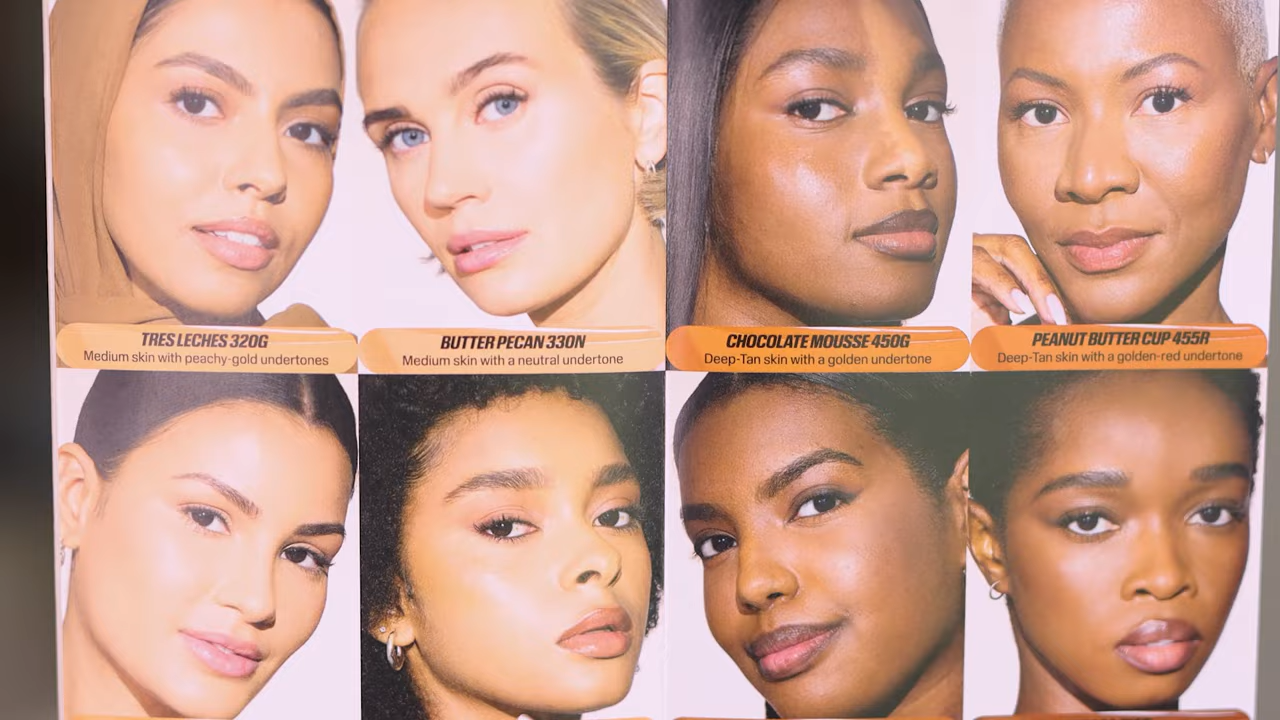 TRES LECHES 320G
Medium skin with peachy-gold undertones
BUTTER PECAN 330N
Medium skin with a neutral undertone
CHOCOLATE MOUSSE 450G
Deep-Tan skin with a golden undertone
PEANUT BUTTER CUP 455R
Deep-Tan skin with a golden-red undertone